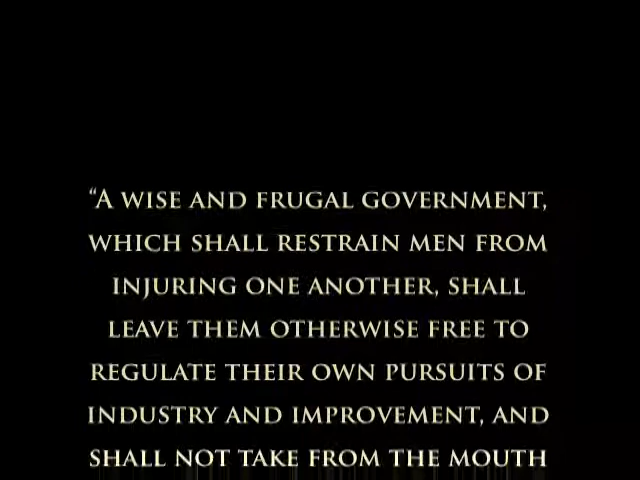 “A WISE AND FRUGAL GOVERNMENT,
WHICH SHALL RESTRAIN MEN FROM
INJURING ONE ANOTHER, SHALL
LEAVE THEM OTHERWISE FREE TO
REGULATE THEIR OWN PURSUITS OF
INDUSTRY AND IMPROVEMENT, AND
SHALL NOT TAKE FROM THE MOUTH